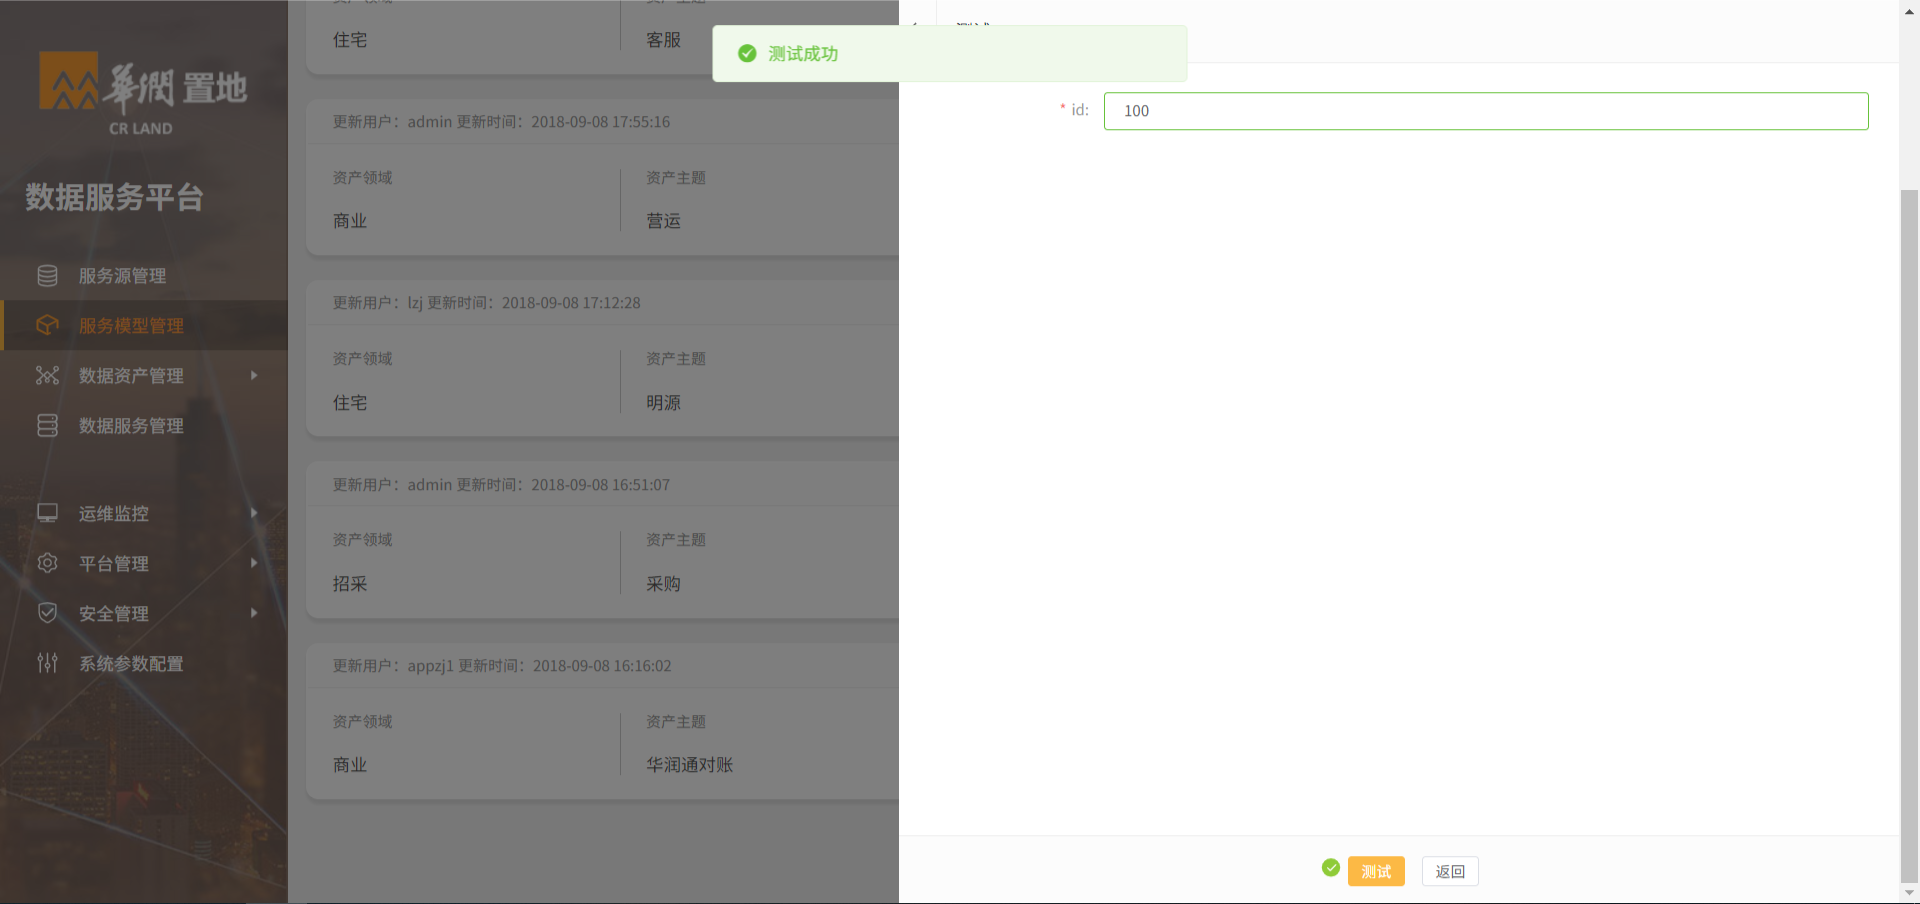 華潤置地
CR LAND
数据服务平台
服务源管理
服务模型管理
数据资产管理
数据服务管理
运维监控
平台管理
安全管理
系统参数配置
住宅
客服
更新用户：admin 更新时间：2018-09-08 17:55:16
资产领域
资产主题
商业
营运
更新用户：lzj 更新时间：2018-09-08 17:12:28
资产领域
资产主题
住宅
明源
更新用户：admin 更新时间：2018-09-08 16:51:07
资产领域
资产主题
招采
采购
更新用户：appzj1 更新时间：2018-09-08 16:16:02
资产领域
资产主题
商业
华润通对账
测试成功
* id:
100
测试
返回